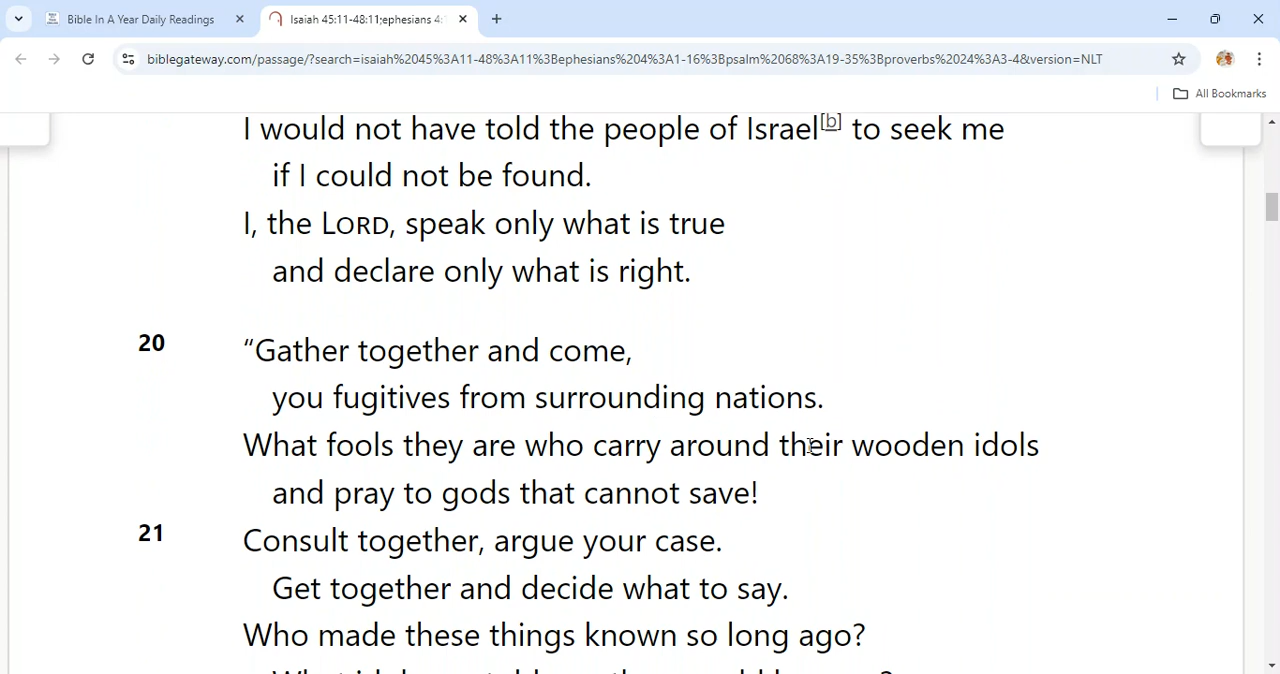 Bible In A Year Daily Readings
Isaiah 45:11-48:11;ephesians 4:
biblegateway.com/passage/?search=isaiah%2045%3A11-48%3A11%3Bephesians%204%3A1-16%3Bpsalm%2068%3A19-35%3Bproverbs%2024%3A3-4&version=NLT
All Bookmarks
I would not have told the people of Israel[b] to seek me
if I could not be found.
I, the LORD, speak only what is true
and declare only what is right.
20 “Gather together and come,
you fugitives from surrounding nations.
What fools they are who carry around their wooden idols
and pray to gods that cannot save!
21 Consult together, argue your case.
Get together and decide what to say.
Who made these things known so long ago?